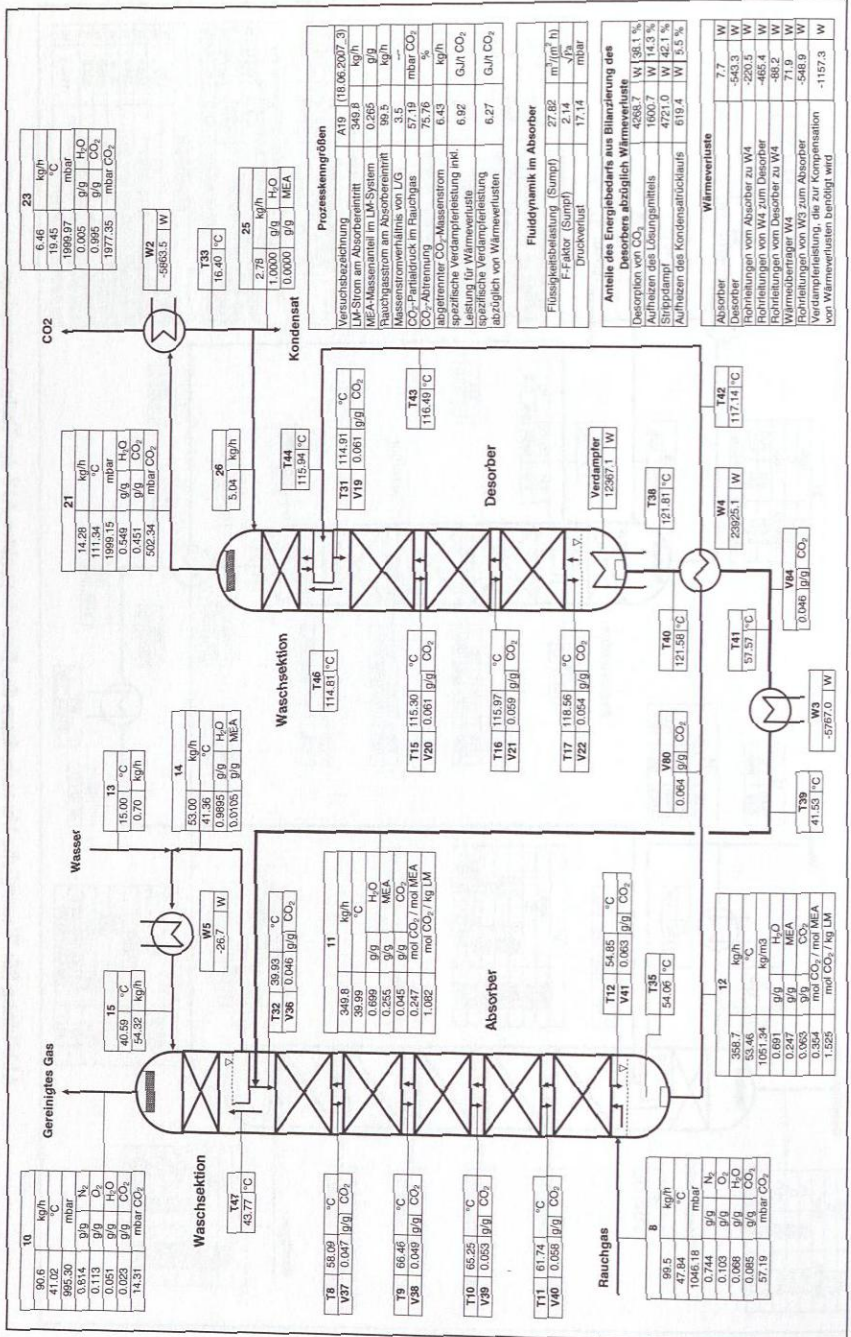 10
90.6 kg/h
41.02 °C
995.30 mbar
0.814 g/g N₂
0.113 g/g O₂
0.051 g/g H₂O
0.023 g/g CO₂
14.31 mbar CO₂
Gereinigtes Gas
Waschsektion
T47
43.77 °C
15
40.59 °C
54.32 kg/h
W5
-26.7 W
Wasser
13
15.00 °C
0.70 kg/h
14
53.00 kg/h
41.36 °C
0.9895 g/g H₂O
0.0105 g/g MEA
T32 39.93 °C
V36 0.046 g/g CO₂
11
349.8 kg/h
39.99 °C
0.699 g/g H₂O
0.255 g/g MEA
0.045 g/g CO₂
0.247 mol CO₂ / mol MEA
1.082 mol CO₂ / kg LM
T8 58.09 °C
V37 0.047 g/g CO₂
T9 66.46 °C
V38 0.049 g/g CO₂
T10 65.25 °C
V39 0.053 g/g CO₂
T11 61.74 °C
V40 0.058 g/g CO₂
Absorber
T12 54.85 °C
V41 0.063 g/g CO₂
T35
54.06 °C
Rauchgas
8
99.5 kg/h
47.84 °C
1046.18 mbar
0.744 g/g N₂
0.103 g/g O₂
0.068 g/g H₂O
0.085 g/g CO₂
57.19 mbar CO₂
12
358.7 kg/h
53.46 °C
1051.34 kg/m3
0.691 g/g H₂O
0.247 g/g MEA
0.063 g/g CO₂
0.354 mol CO₂ / mol MEA
1.525 mol CO₂ / kg LM
21
14.28 kg/h
111.34 °C
1999.15 mbar
0.549 g/g H₂O
0.451 g/g CO₂
502.34 mbar CO₂
CO2
23
6.46 kg/h
19.45 °C
1999.97 mbar
0.005 g/g H₂O
0.995 g/g CO₂
1977.35 mbar CO₂
W2
-5863.5 W
T33
16.40 °C
25
2.78 kg/h
1.0000 g/g H₂O
0.0000 g/g MEA
Kondensat
26
5.04 kg/h
Waschsektion
T46
114.81 °C
T44
115.94 °C
T31 114.91 °C
V19 0.061 g/g CO₂
T43
116.49 °C
T15 115.30 °C
V20 0.061 g/g CO₂
T16 115.97 °C
V21 0.059 g/g CO₂
T17 118.56 °C
V22 0.054 g/g CO₂
Desorber
Verdampfer
12367.1 W
T38
121.81 °C
T40
121.58 °C
W4
23925.1 W
T42
117.14 °C
V80
0.064 g/g CO₂
T41
57.57 °C
V84
0.046 g/g CO₂
W3
-5767.0 W
T39
41.53 °C
Prozesskenngrößen
Versuchsbezeichnung A19 (18.06.2007_3)
LM-Strom am Absorbereintritt 349.8 kg/h
MEA-Massenanteil im LM-System 0.265 g/g
Rauchgasstrom am Absorbereintritt 99.5 kg/h
Massenstromverhältnis von L/G 3.5 ---
CO₂-Partialdruck im Rauchgas 57.19 mbar CO₂
CO₂-Abtrennung 75.76 %
abgetrennter CO₂-Massenstrom 6.43 kg/h
spezifische Verdampferleistung inkl. Leistung für Wärmeverluste 6.92 GJ/t CO₂
spezifische Verdampferleistung abzüglich von Wärmeverlusten 6.27 GJ/t CO₂
Fluiddynamik im Absorber
Flüssigkeitsbelastung (Sumpf) 27.82 m³/(m² h)
F-Faktor (Sumpf) 2.14 √Pa
Druckverlust 17.14 mbar
Anteile des Energiebedarfs aus Bilanzierung des
Desorbers abzüglich Wärmeverluste
Desorption von CO₂ 4268.7 W 38.1 %
Aufheizen des Lösungsmittels 1600.7 W 14.3 %
Strippdampf 4721.0 W 42.1 %
Aufheizen des Kondensatrücklaufs 619.4 W 5.5 %
Wärmeverluste
Absorber 7.7 W
Desorber -543.3 W
Rohrleitungen vom Absorber zu W4 -220.5 W
Rohrleitungen von W4 zum Desorber -465.4 W
Rohrleitungen vom Desorber zu W4 -88.2 W
Wärmeübertrager W4 71.9 W
Rohrleitungen von W3 zum Absorber -548.9 W
Verdampferleistung, die zur Kompensation von Wärmeverlusten benötigt wird -1157.3 W